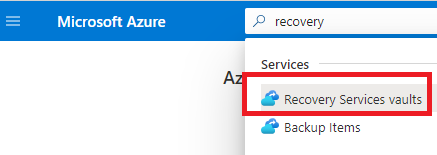 Microsoft Azure
recovery
Services
Az
Recovery Services vaults
Backup Items